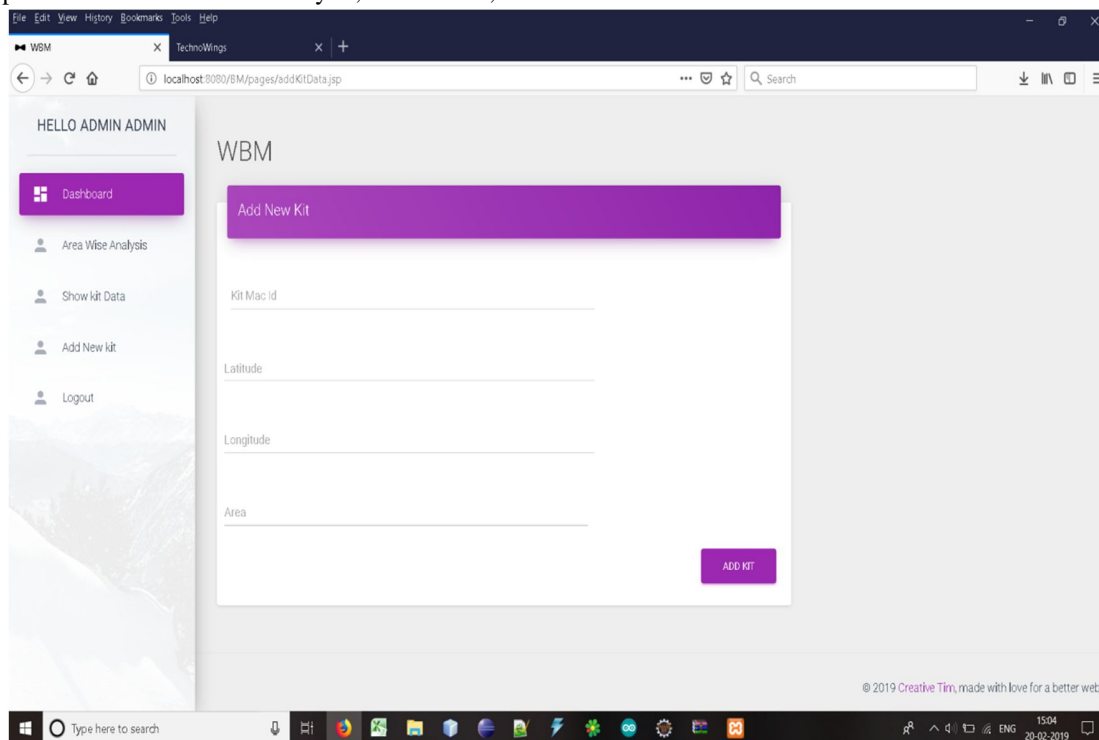 File Edit View History Bookmarks Tools Help
WBM
TechnoWings
localhost:8080/BM/pages/addKitData.jsp
Search
HELLO ADMIN ADMIN
Dashboard
Area Wise Analysis
Show kit Data
Add New kit
Logout
WBM
Add New Kit
Kit Mac id
Latitude
Longitude
Area
ADD KIT
© 2019 Creative Tim, made with love for a better web
Type here to search
ENG
15:04
20-02-2019